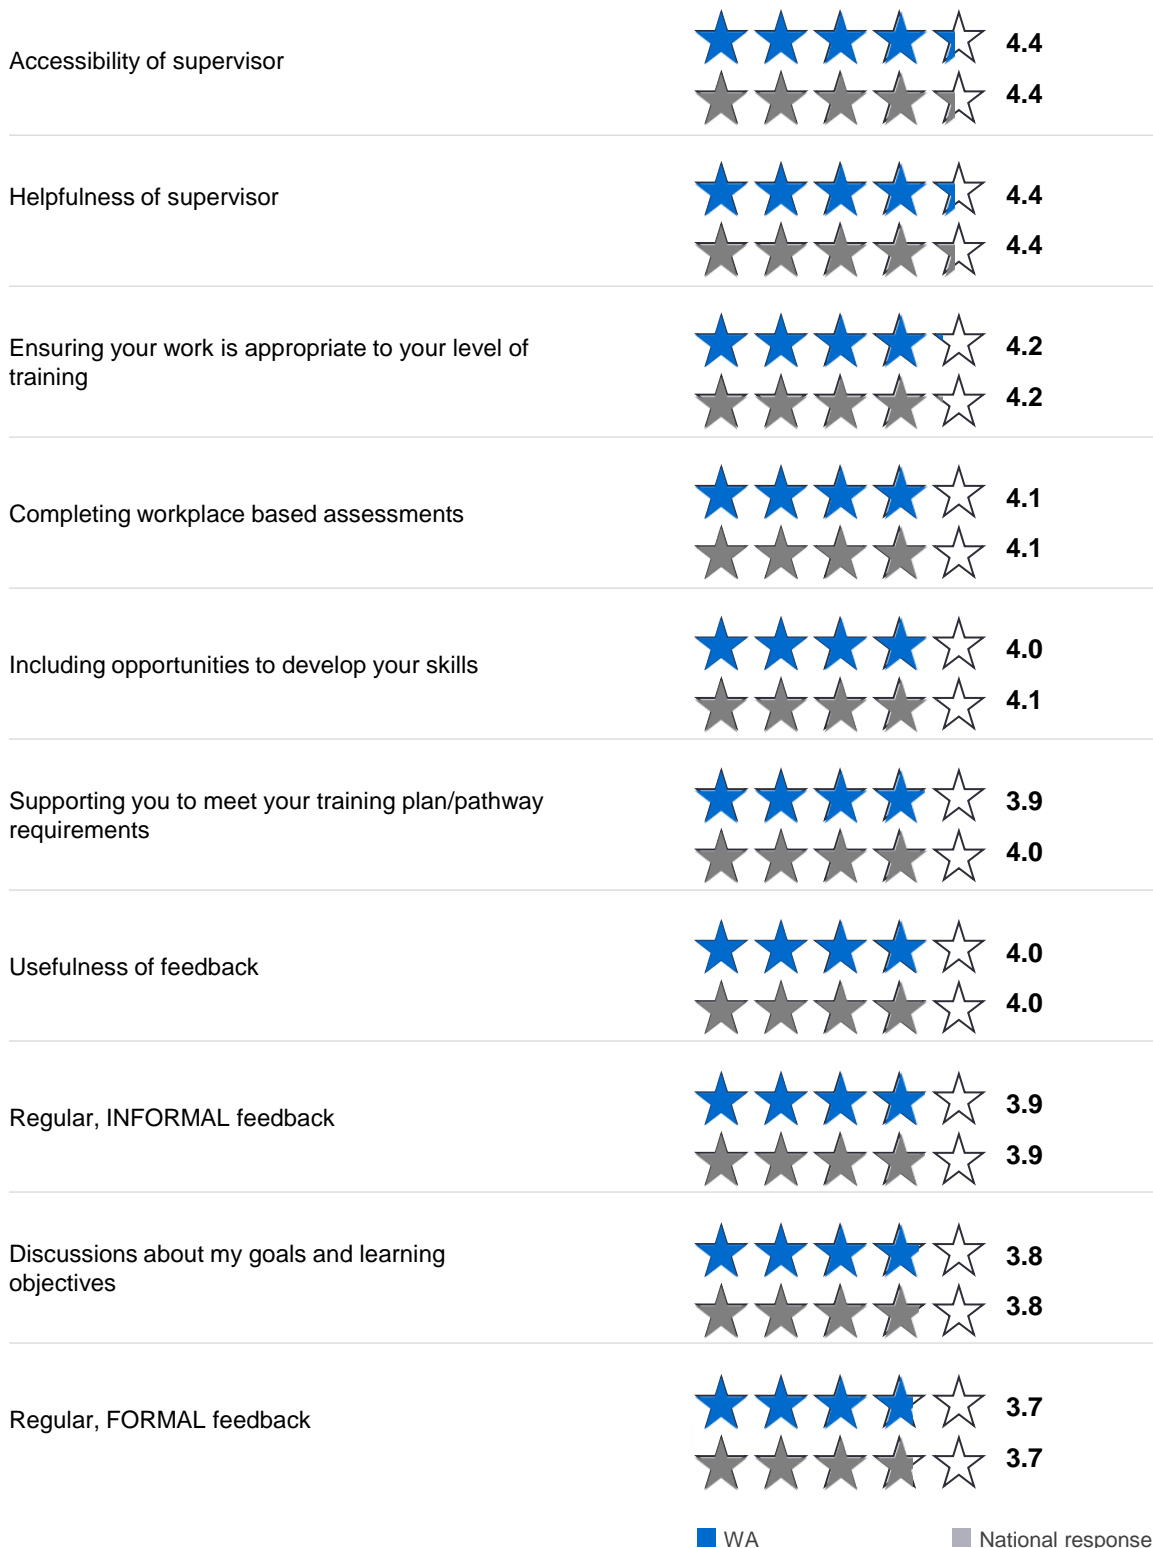 Accessibility of supervisor
4.4
4.4
Helpfulness of supervisor
4.4
4.4
Ensuring your work is appropriate to your level of
training
4.2
4.2
Completing workplace based assessments
4.1
4.1
Including opportunities to develop your skills
4.0
4.1
Supporting you to meet your training plan/pathway
requirements
3.9
4.0
Usefulness of feedback
4.0
4.0
Regular, INFORMAL feedback
3.9
3.9
Discussions about my goals and learning
objectives
3.8
3.8
Regular, FORMAL feedback
3.7
3.7
WA
National response